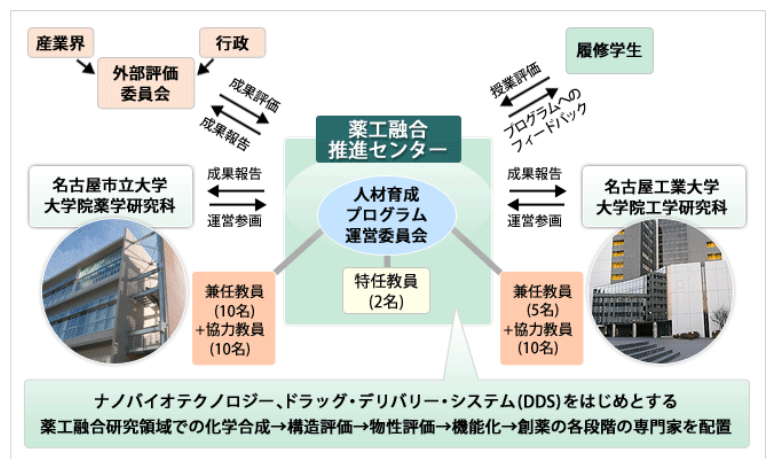 産業界
行政
外部評価
委員会
成果評価
成果報告
履修学生
授業評価
プログラムへの
フィードバック
薬工融合
推進センター
名古屋市立大学
大学院薬学研究科
成果報告
運営参画
人材育成
プログラム
運営委員会
成果報告
運営参画
名古屋工業大学
大学院工学研究科
兼任教員
(10名)
+協力教員
(10名)
特任教員
(2名)
兼任教員
(5名)
+協力教員
(10名)
ナノバイオテクノロジー、ドラッグ・デリバリー・システム(DDS)をはじめとする
薬工融合研究領域での化学合成→構造評価→物性評価→機能化→創薬の各段階の専門家を配置